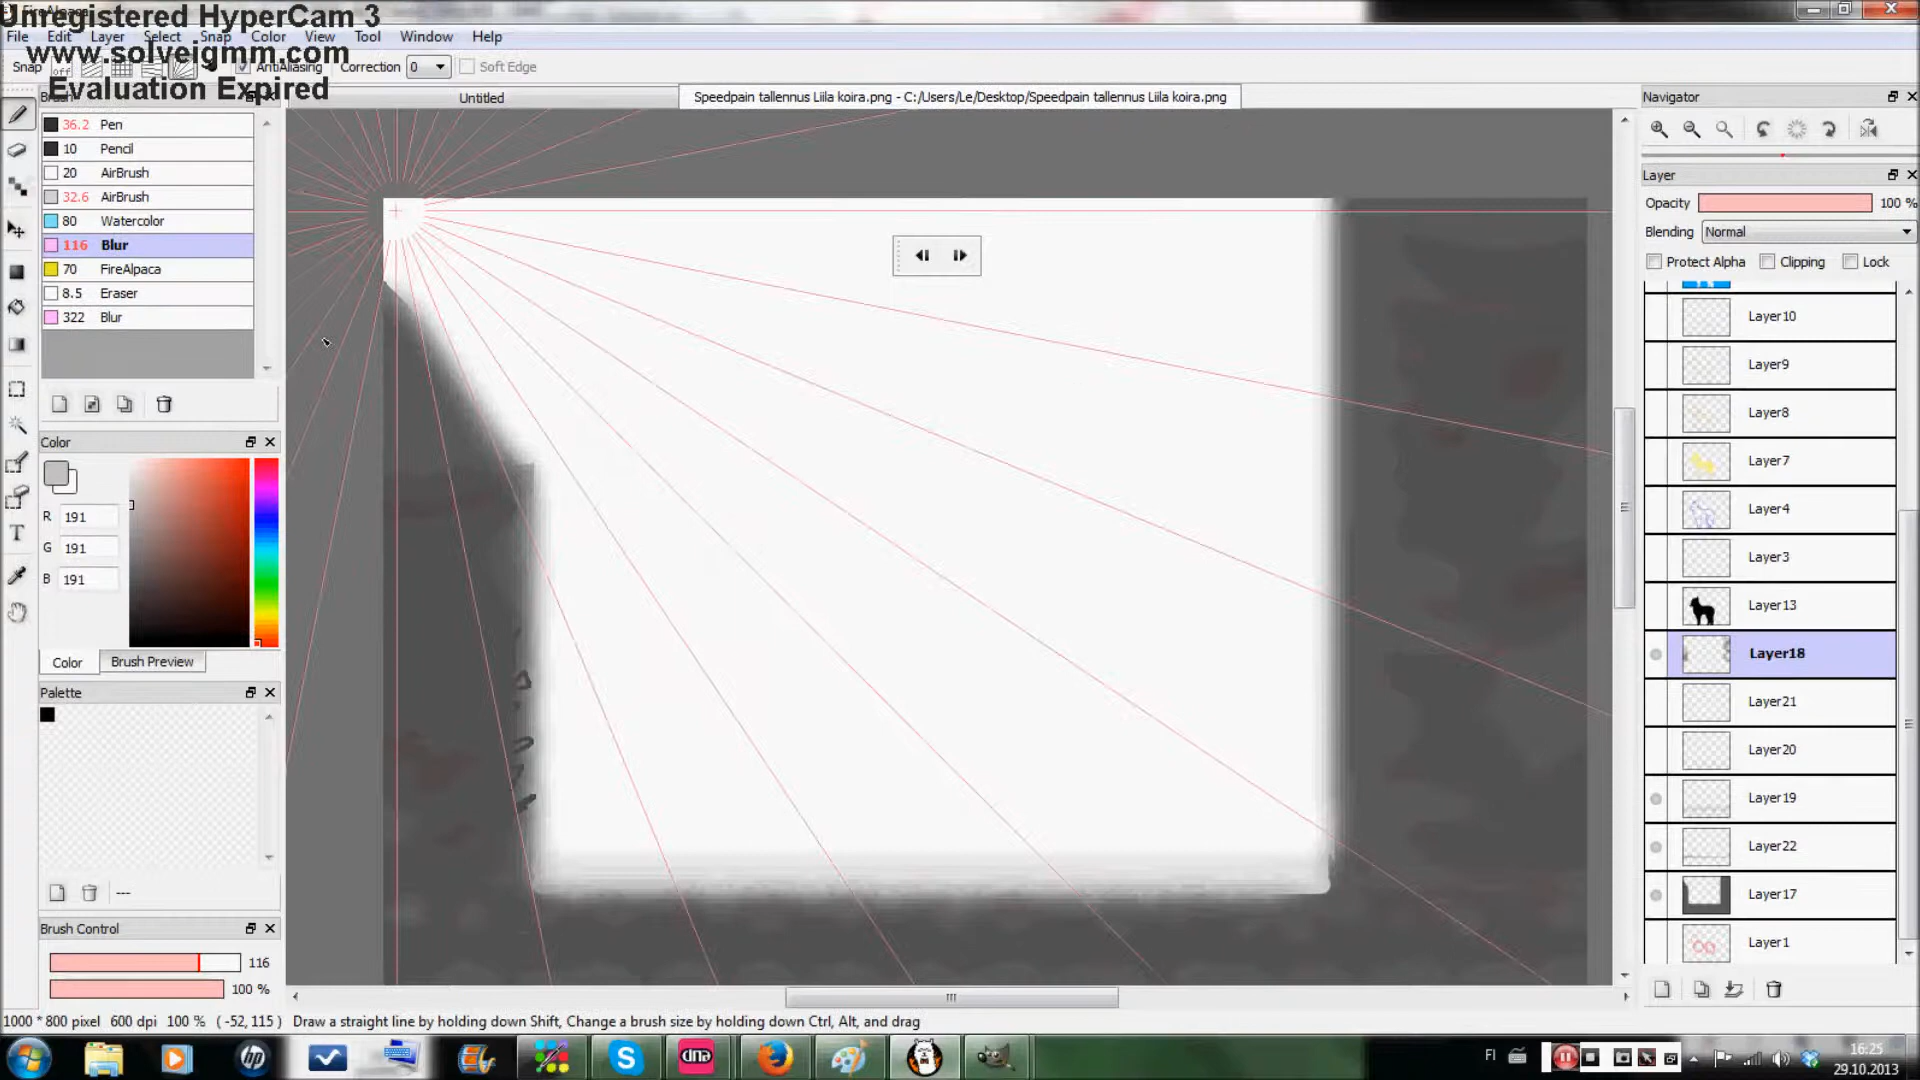 Unregistered HyperCam 3
www.solveigmm.com
Evaluation Expired
File Edit Layer Select Snap Color View Tool Window Help
Snap off AntiAliasing Correction 0 Soft Edge
Untitled
Speedpain tallennus Liila koira.png - C:/Users/Le/Desktop/Speedpain tallennus Liila koira.png
36.2 Pen
10 Pencil
20 AirBrush
32.6 AirBrush
80 Watercolor
116 Blur
70 FireAlpaca
8.5 Eraser
322 Blur
Color
R 191
G 191
B 191
Color Brush Preview
Palette
---
Brush Control
116
100 %
Navigator
Layer
Opacity 100 %
Blending Normal
Protect Alpha Clipping Lock
Layer10
Layer9
Layer8
Layer7
Layer4
Layer3
Layer13
Layer18
Layer21
Layer20
Layer19
Layer22
Layer17
Layer1
1000 * 800 pixel 600 dpi 100 % ( -52, 115 ) Draw a straight line by holding down Shift, Change a brush size by holding down Ctrl, Alt, and drag
hp
S
dna
FI
16:25
29.10.2013